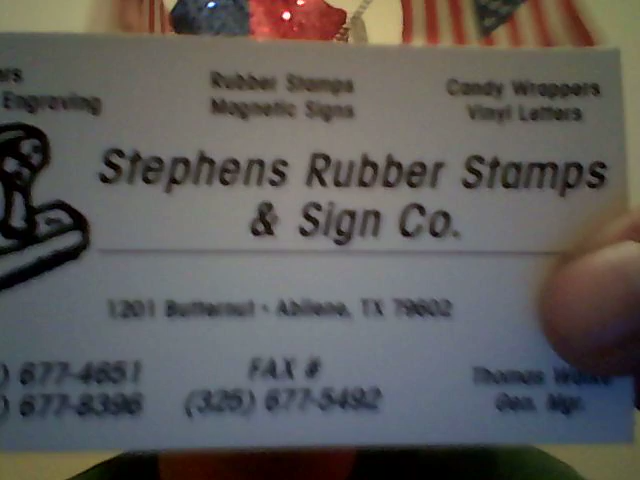 Engraving
Rubber Stamps
Magnetic Signs
Candy Wrappers
Vinyl Letters
Stephens Rubber Stamps
& Sign Co.
1201 Butternut - Abilene, TX 79602
) 677-4651
) 677-8396
FAX #
(325) 677-5492
Thomas
Gen. Mgr.